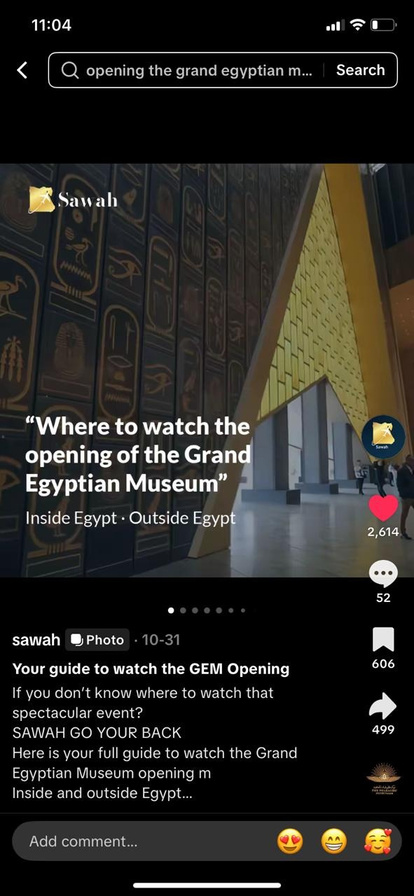 11:04
opening the grand egyptian m...
Search
Sawah
“Where to watch the
opening of the Grand
Egyptian Museum”
Inside Egypt · Outside Egypt
2,614
52
606
499
sawah Photo · 10-31
Your guide to watch the GEM Opening
If you don’t know where to watch that
spectacular event?
SAWAH GO YOUR BACK
Here is your full guide to watch the Grand
Egyptian Museum opening m
Inside and outside Egypt...
Add comment...